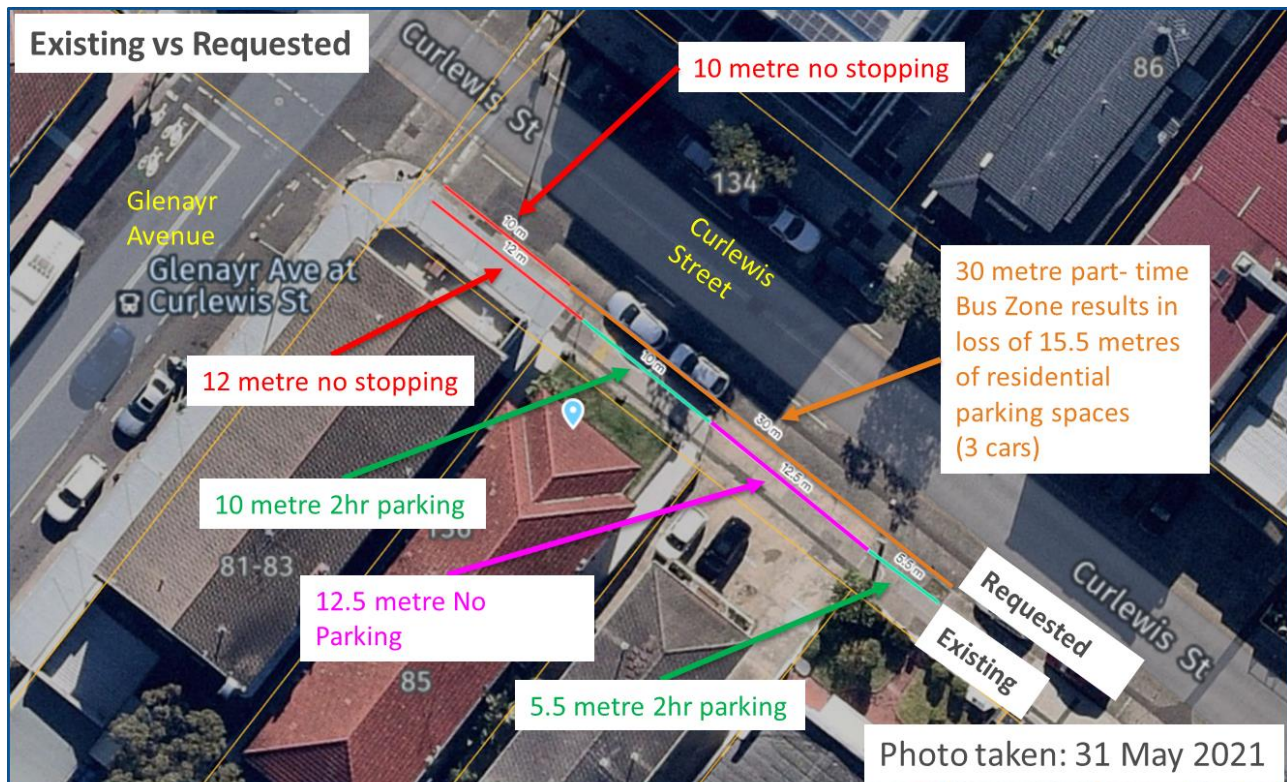 Existing vs Requested
Curlewis St
10 metre no stopping
86
134
Glenayr
Avenue
Glenayr Ave at
Curlewis St
Curlewis
Street
10 m
12 m
12 metre no stopping
30 metre part- time
Bus Zone results in
loss of 15.5 metres
of residential
parking spaces
(3 cars)
10 m
30 m
12.5 m
10 metre 2hr parking
136
81-83
5.5 m
12.5 metre No
Parking
85
Requested
Existing
Curlewis St
5.5 metre 2hr parking
Photo taken: 31 May 2021